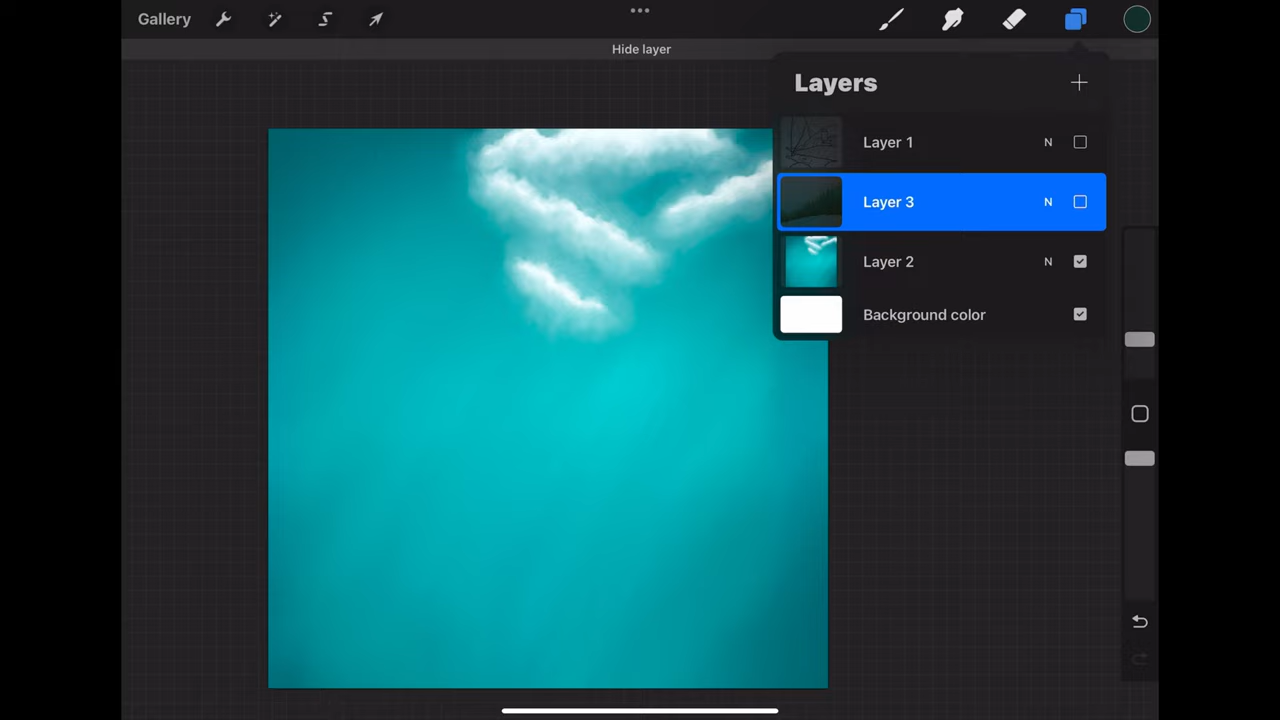 Gallery
Hide layer
Layers
Layer 1 N
Layer 3 N
Layer 2 N
Background color